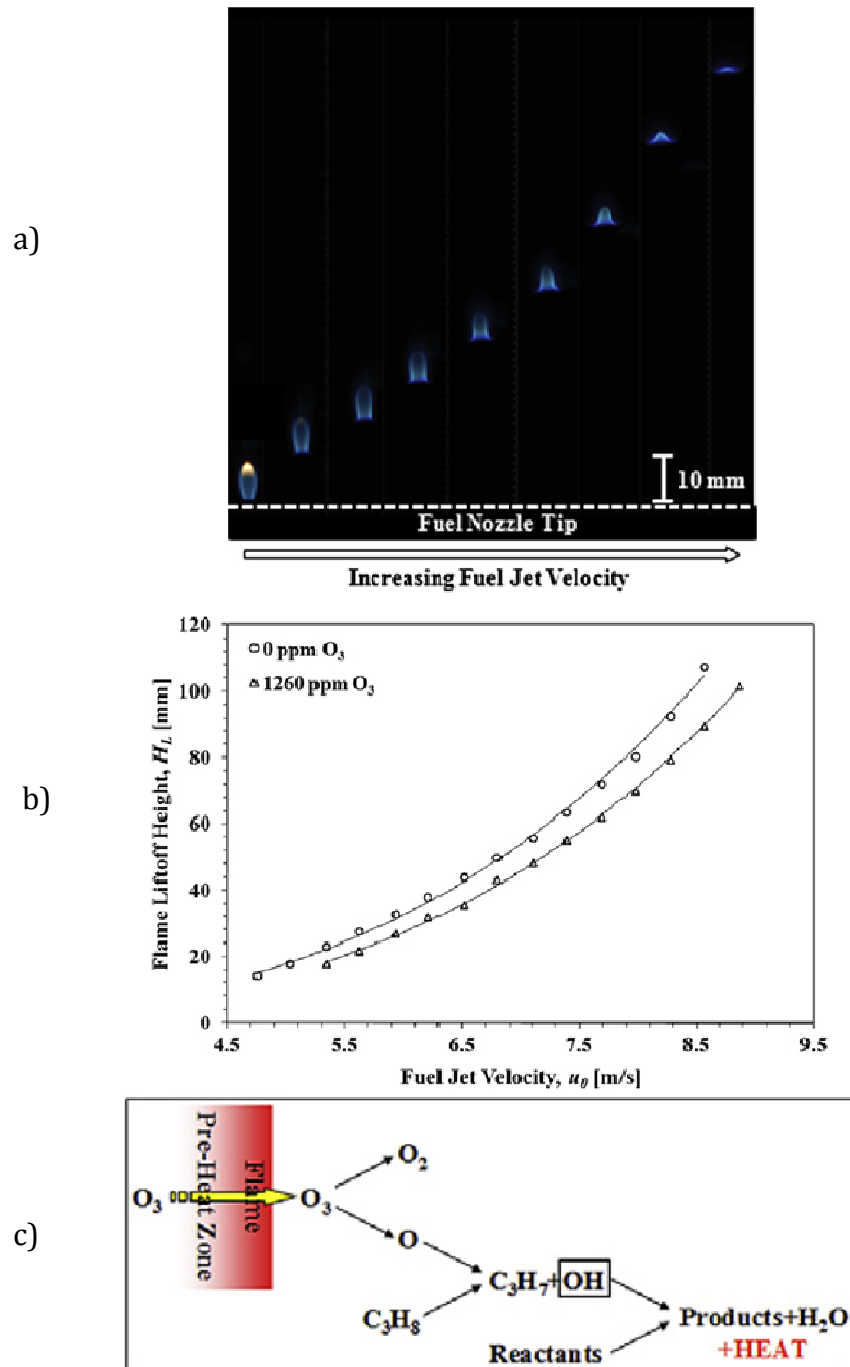 a)
10 mm
Fuel Nozzle Tip
Increasing Fuel Jet Velocity
b)
120
100
80
60
40
20
0
Flame Liftoff Height, H_L [mm]
0 ppm O₃
1260 ppm O₃
4.5 5.5 6.5 7.5 8.5 9.5
Fuel Jet Velocity, u₀ [m/s]
c)
Pre-Heat Zone
Flame
O₃
O₃
O₂
O
C₃H₈
C₃H₇+OH
Reactants
Products+H₂O
+HEAT